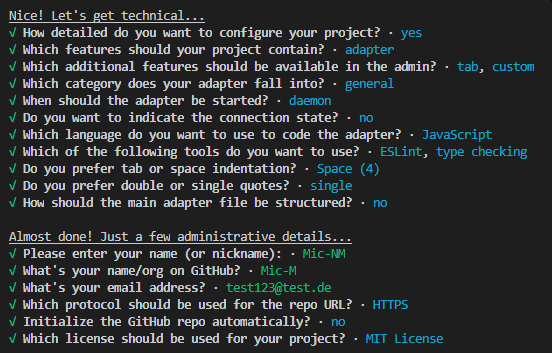 Nice! Let's get technical...
√ How detailed do you want to configure your project? · yes
√ Which features should your project contain? · adapter
√ Which additional features should be available in the admin? · tab, custom
√ Which category does your adapter fall into? · general
√ When should the adapter be started? · daemon
√ Do you want to indicate the connection state? · no
√ Which language do you want to use to code the adapter? · JavaScript
√ Which of the following tools do you want to use? · ESLint, type checking
√ Do you prefer tab or space indentation? · Space (4)
√ Do you prefer double or single quotes? · single
√ How should the main adapter file be structured? · no
Almost done! Just a few administrative details...
√ Please enter your name (or nickname): · Mic-NM
√ What's your name/org on GitHub? · Mic-M
√ What's your email address? · test123@test.de
√ Which protocol should be used for the repo URL? · HTTPS
√ Initialize the GitHub repo automatically? · no
√ Which license should be used for your project? · MIT License